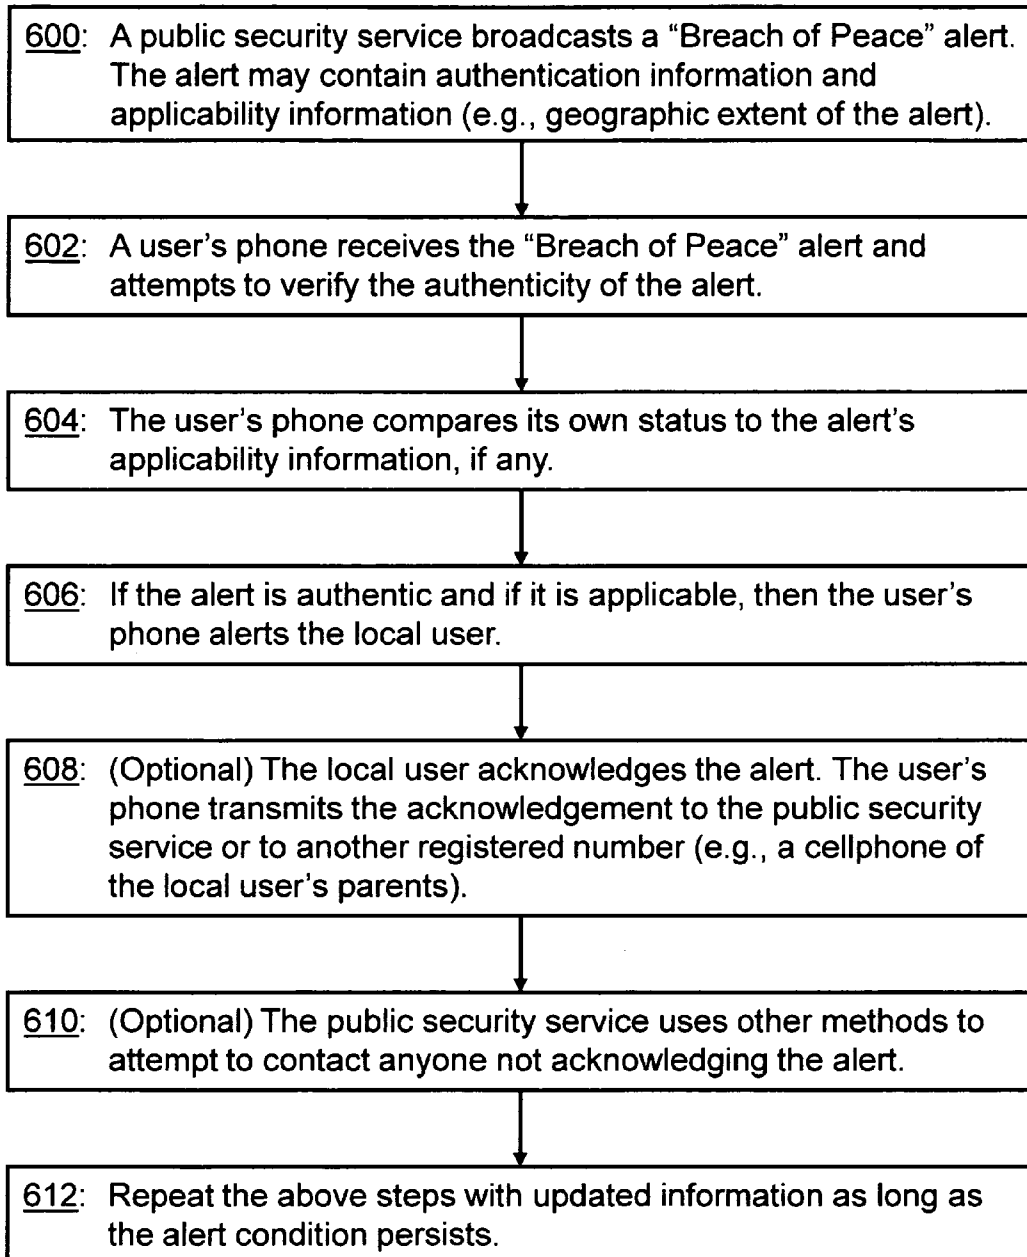 600: A public security service broadcasts a “Breach of Peace” alert.
The alert may contain authentication information and
applicability information (e.g., geographic extent of the alert).
602: A user’s phone receives the “Breach of Peace” alert and
attempts to verify the authenticity of the alert.
604: The user’s phone compares its own status to the alert’s
applicability information, if any.
606: If the alert is authentic and if it is applicable, then the user’s
phone alerts the local user.
608: (Optional) The local user acknowledges the alert. The user’s
phone transmits the acknowledgement to the public security
service or to another registered number (e.g., a cellphone of
the local user’s parents).
610: (Optional) The public security service uses other methods to
attempt to contact anyone not acknowledging the alert.
612: Repeat the above steps with updated information as long as
the alert condition persists.